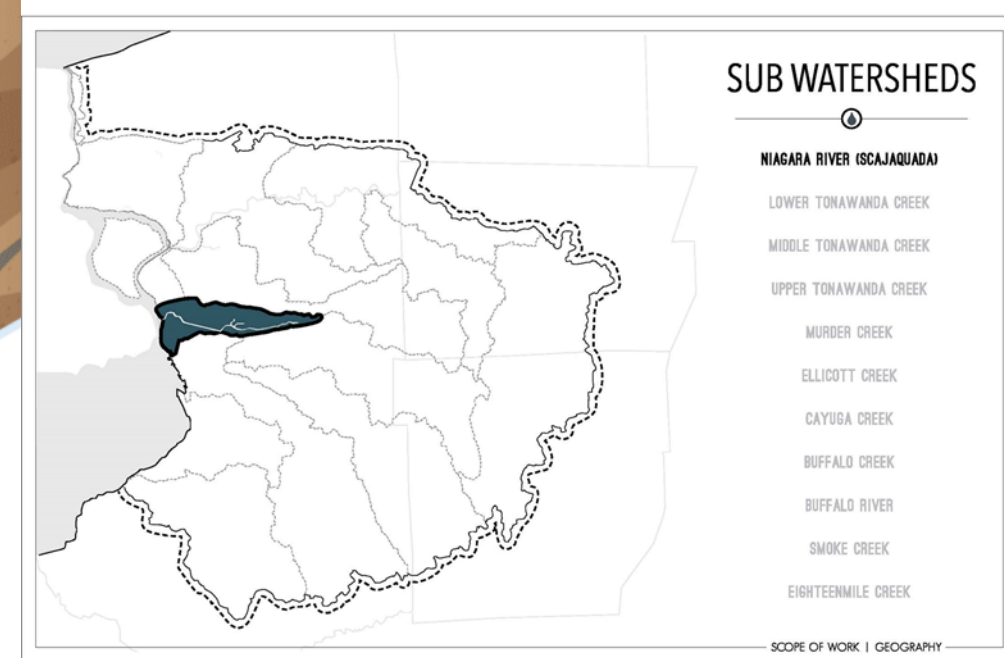 SUB WATERSHEDS
NIAGARA RIVER (SCAJAQUADA)
LOWER TONAWANDA CREEK
MIDDLE TONAWANDA CREEK
UPPER TONAWANDA CREEK
MURDER CREEK
ELLICOTT CREEK
CAYUGA CREEK
BUFFALO CREEK
BUFFALO RIVER
SMOKE CREEK
EIGHTEENMILE CREEK
SCOPE OF WORK | GEOGRAPHY